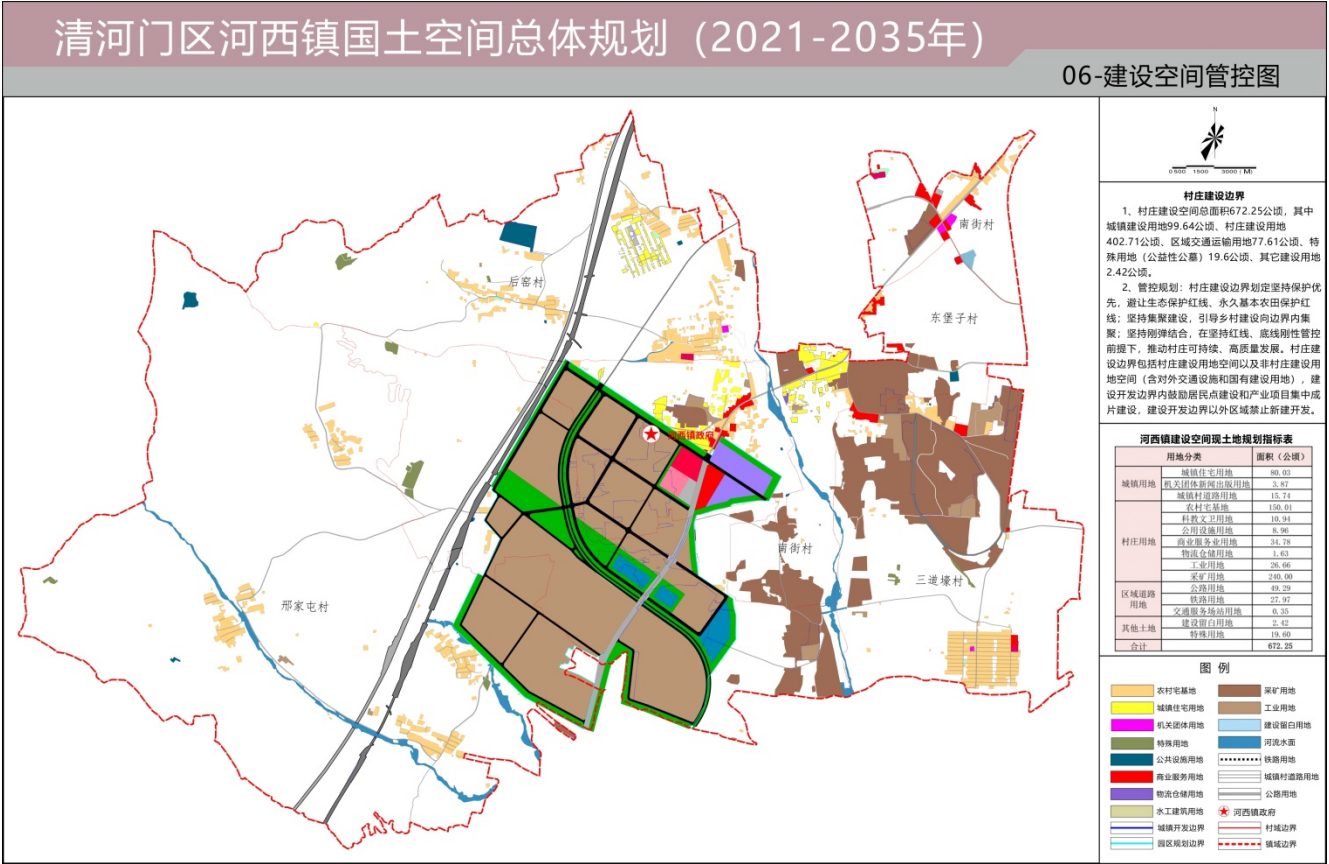 清河门区河西镇国土空间总体规划（2021-2035年）
06-建设空间管控图
N
0 500 1500 3000 (M)
村庄建设边界
1、村庄建设空间总面积672.25公顷，其中
城镇建设用地99.64公顷、村庄建设用地
402.71公顷、区域交通运输用地77.61公顷、特
殊用地（公益性公墓）19.6公顷、其它建设用地
2.42公顷。
2、管控规划：村庄建设边界划定坚持保护优
先，避让生态保护红线、永久基本农田保护红
线；坚持集聚建设，引导乡村建设向边界内集
聚；坚持刚弹结合，在坚持红线、底线刚性管控
前提下，推动村庄可持续、高质量发展。村庄建
设边界包括村庄建设用地空间以及非村庄建设用
地空间（含对外交通设施和国有建设用地），建
设开发边界内鼓励居民点建设和产业项目集中成
片建设，建设开发边界以外区域禁止新建开发。
河西镇建设空间现土地规划指标表
用地分类 面积（公顷）
城镇用地 城镇住宅用地 80.03
机关团体新闻出版用地 3.87
城镇村道路用地 15.74
村庄用地 农村宅基地 150.01
科教文卫用地 10.94
公用设施用地 8.96
商业服务业用地 34.78
物流仓储用地 1.63
工业用地 26.66
采矿用地 240.00
区域道路用地 公路用地 49.29
铁路用地 27.97
交通服务场站用地 0.35
其他土地 建设留白用地 2.42
特殊用地 19.60
合计 672.25
图 例
农村宅基地 采矿用地
城镇住宅用地 工业用地
机关团体用地 建设留白用地
特殊用地 河流水面
公共设施用地 铁路用地
商业服务用地 城镇村道路用地
物流仓储用地 公路用地
水工建筑用地 河西镇政府
城镇开发边界 村域边界
园区规划边界 镇域边界
南街村
后窑村
东堡子村
河西镇政府
南街村
三道壕村
邢家屯村